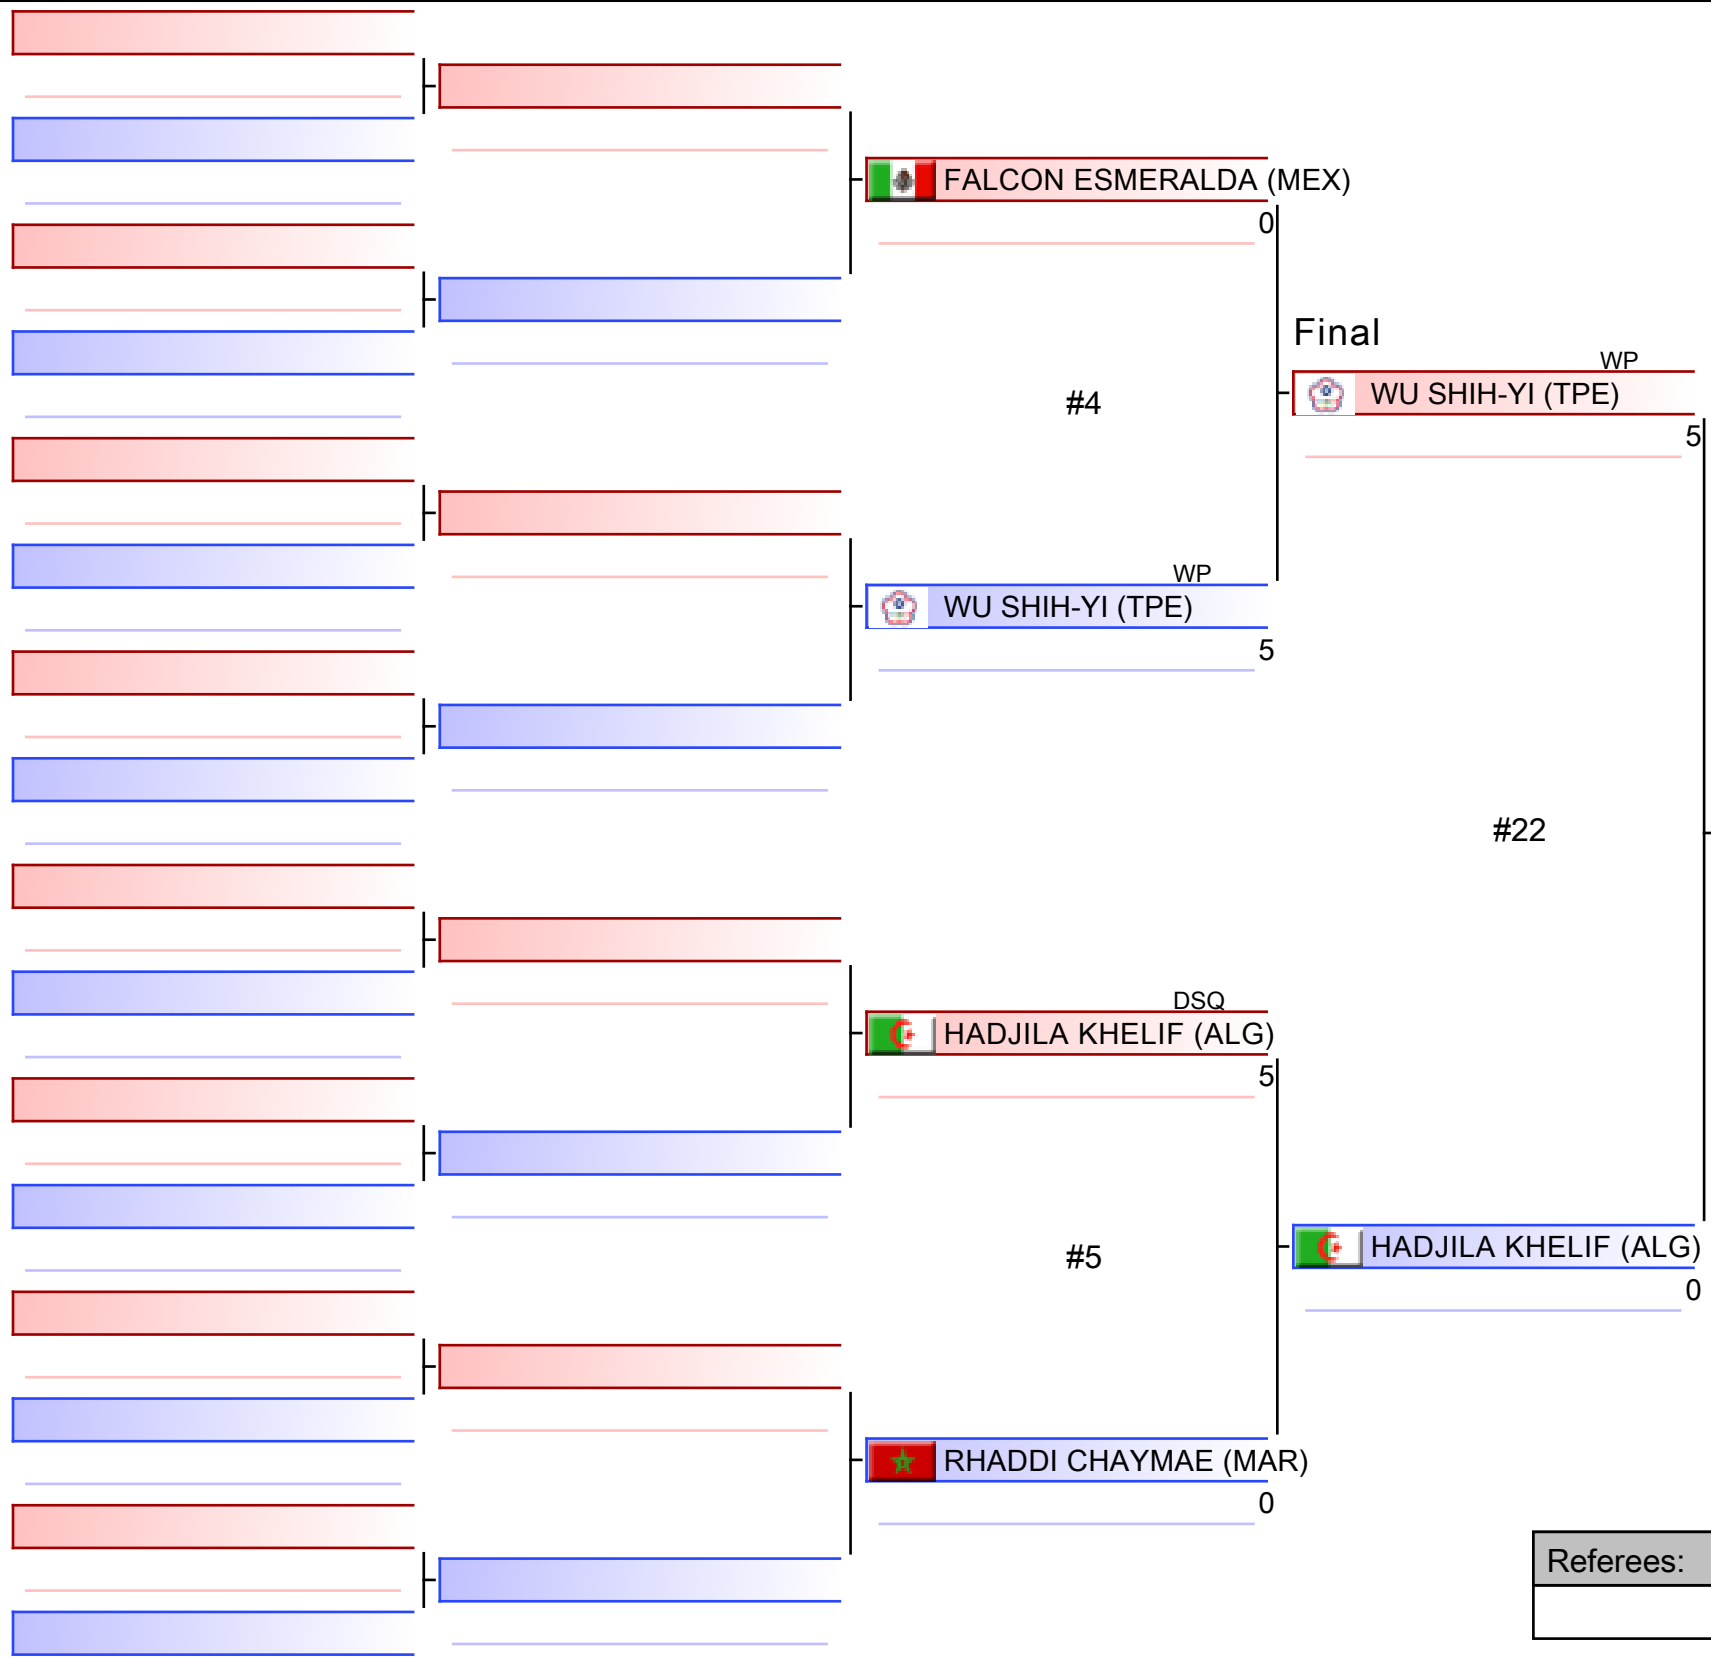 FALCON ESMERALDA (MEX)
0
Final
WP
WU SHIH-YI (TPE)
5
#4
WP
WU SHIH-YI (TPE)
5
#22
DSQ
HADJILA KHELIF (ALG)
5
#5
HADJILA KHELIF (ALG)
0
RHADDI CHAYMAE (MAR)
0
Referees: